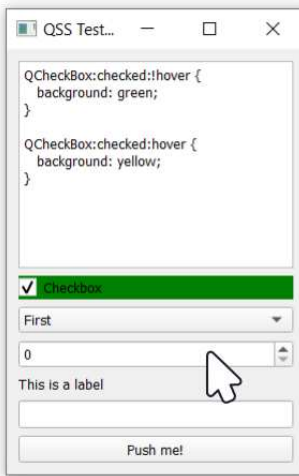 QSS Test...
QCheckBox:checked:!hover {
   background: green;
}

QCheckBox:checked:hover {
   background: yellow;
}
Checkbox
First
0
This is a label
Push me!